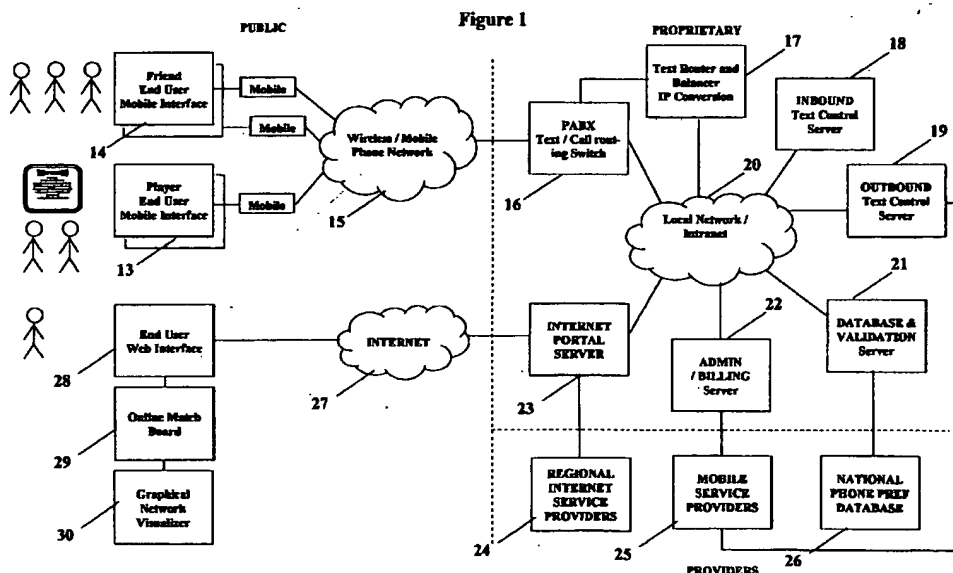 Figure 1
PUBLIC
PROPRIETARY
17
18
Friend
End User
Mobile Interface
Mobile
Mobile
14
Wireless / Mobile
Phone Network
15
PABX
Text / Call rout-
ing Switch
16
Text Router and
Balancer
IP Conversion
INBOUND
Text Control
Server
19
20
OUTBOUND
Text Control
Server
Player
End User
Mobile Interface
Mobile
13
Local Network /
Intranet
21
22
End User
Web Interface
28
INTERNET
27
INTERNET
PORTAL
SERVER
23
ADMIN
/ BILLING
Server
DATABASE &
VALIDATION
Server
Online Match
Board
29
Graphical
Network
Visualizer
30
REGIONAL
INTERNET
SERVICE
PROVIDERS
24
MOBILE
SERVICE
PROVIDERS
25
NATIONAL
PHONE PREF
DATABASE
26
PROVIDERS